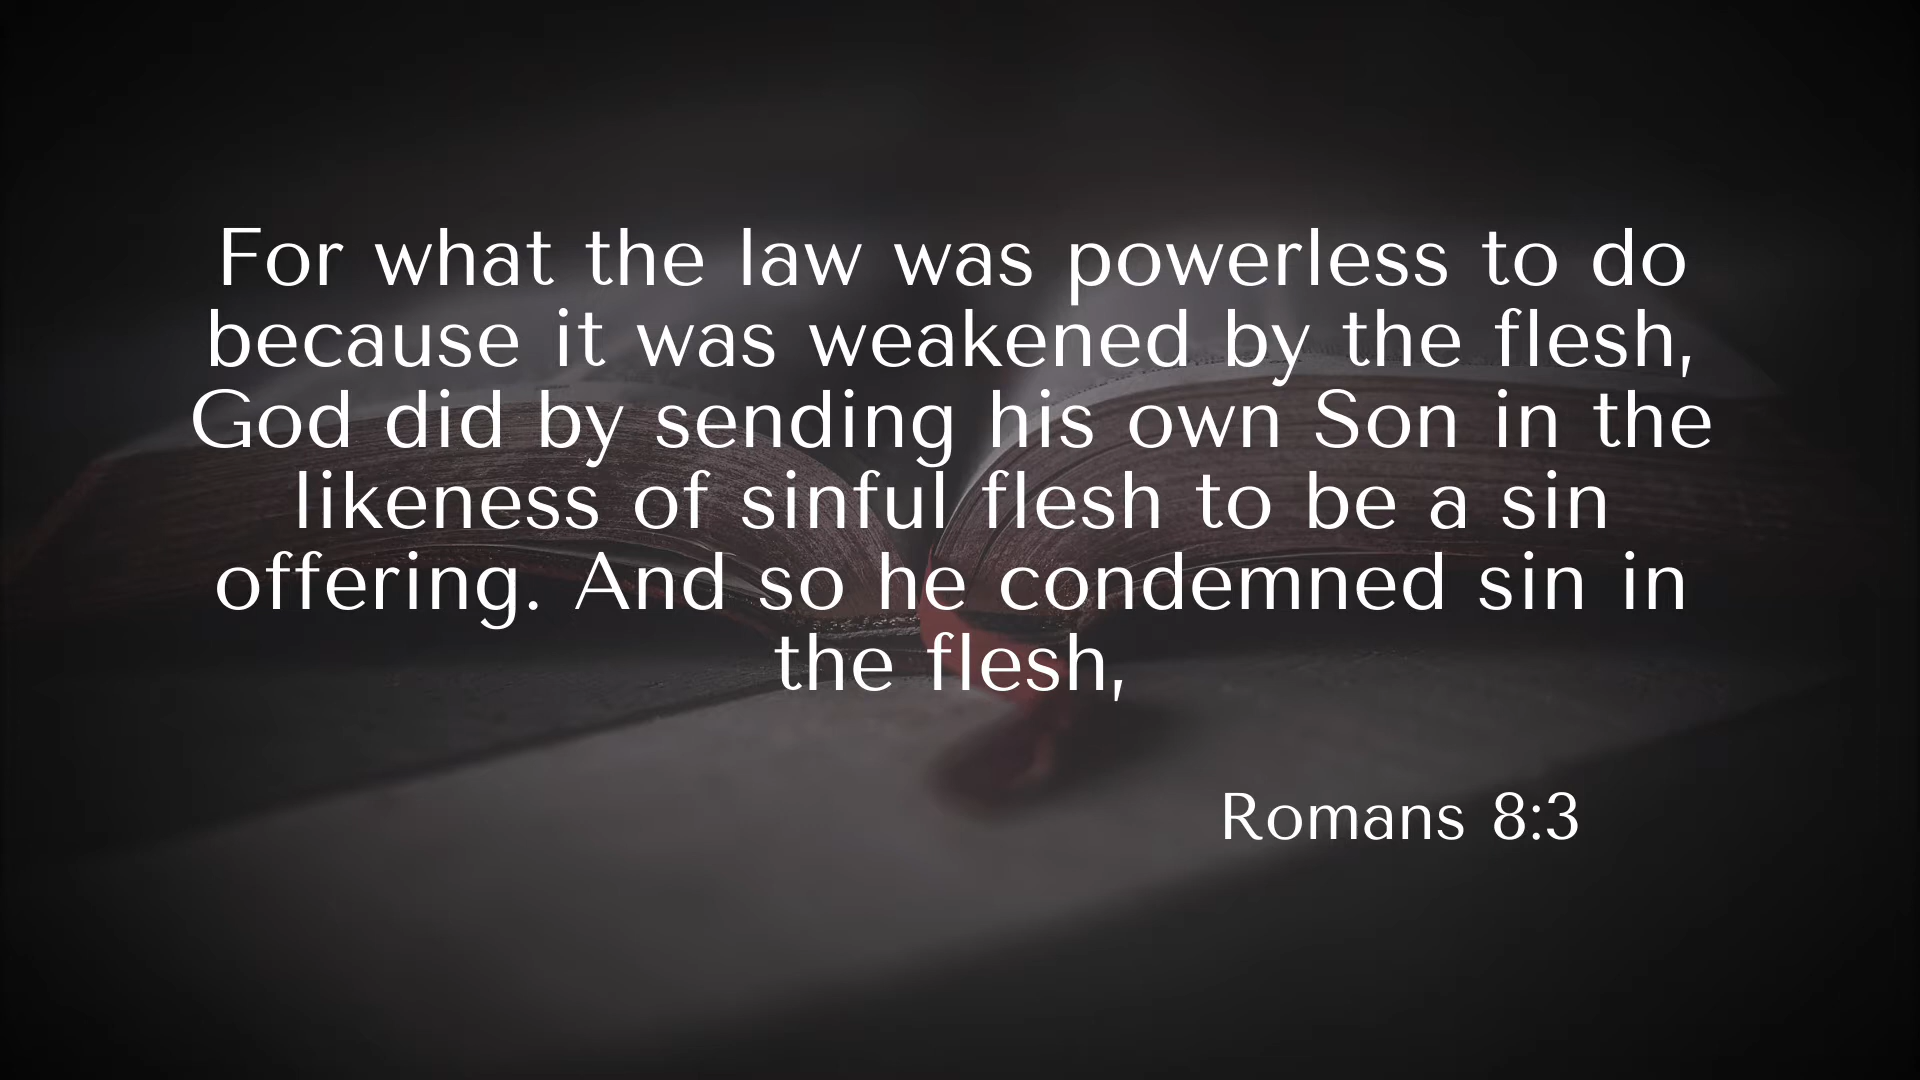 For what the law was powerless to do
because it was weakened by the flesh,
God did by sending his own Son in the
likeness of sinful flesh to be a sin
offering. And so he condemned sin in
the flesh,
Romans 8:3